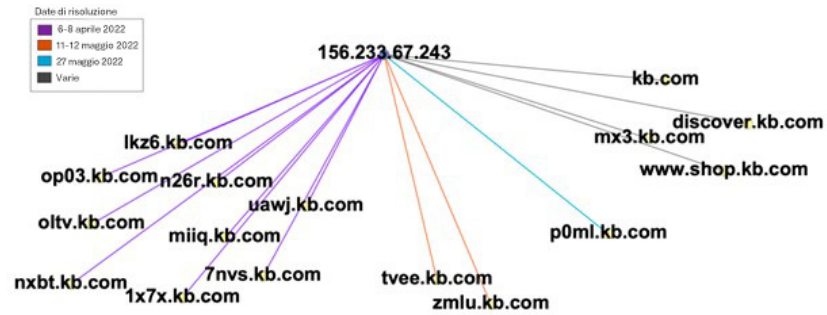 Date di risoluzione
6-8 aprile 2022
11-12 maggio 2022
27 maggio 2022
Varie
156.233.67.243
kb.com
discover.kb.com
mx3.kb.com
www.shop.kb.com
lkz6.kb.com
op03.kb.com
n26r.kb.com
uawj.kb.com
oltv.kb.com
miiq.kb.com
p0ml.kb.com
nxbt.kb.com
7nvs.kb.com
1x7x.kb.com
tvee.kb.com
zmlu.kb.com